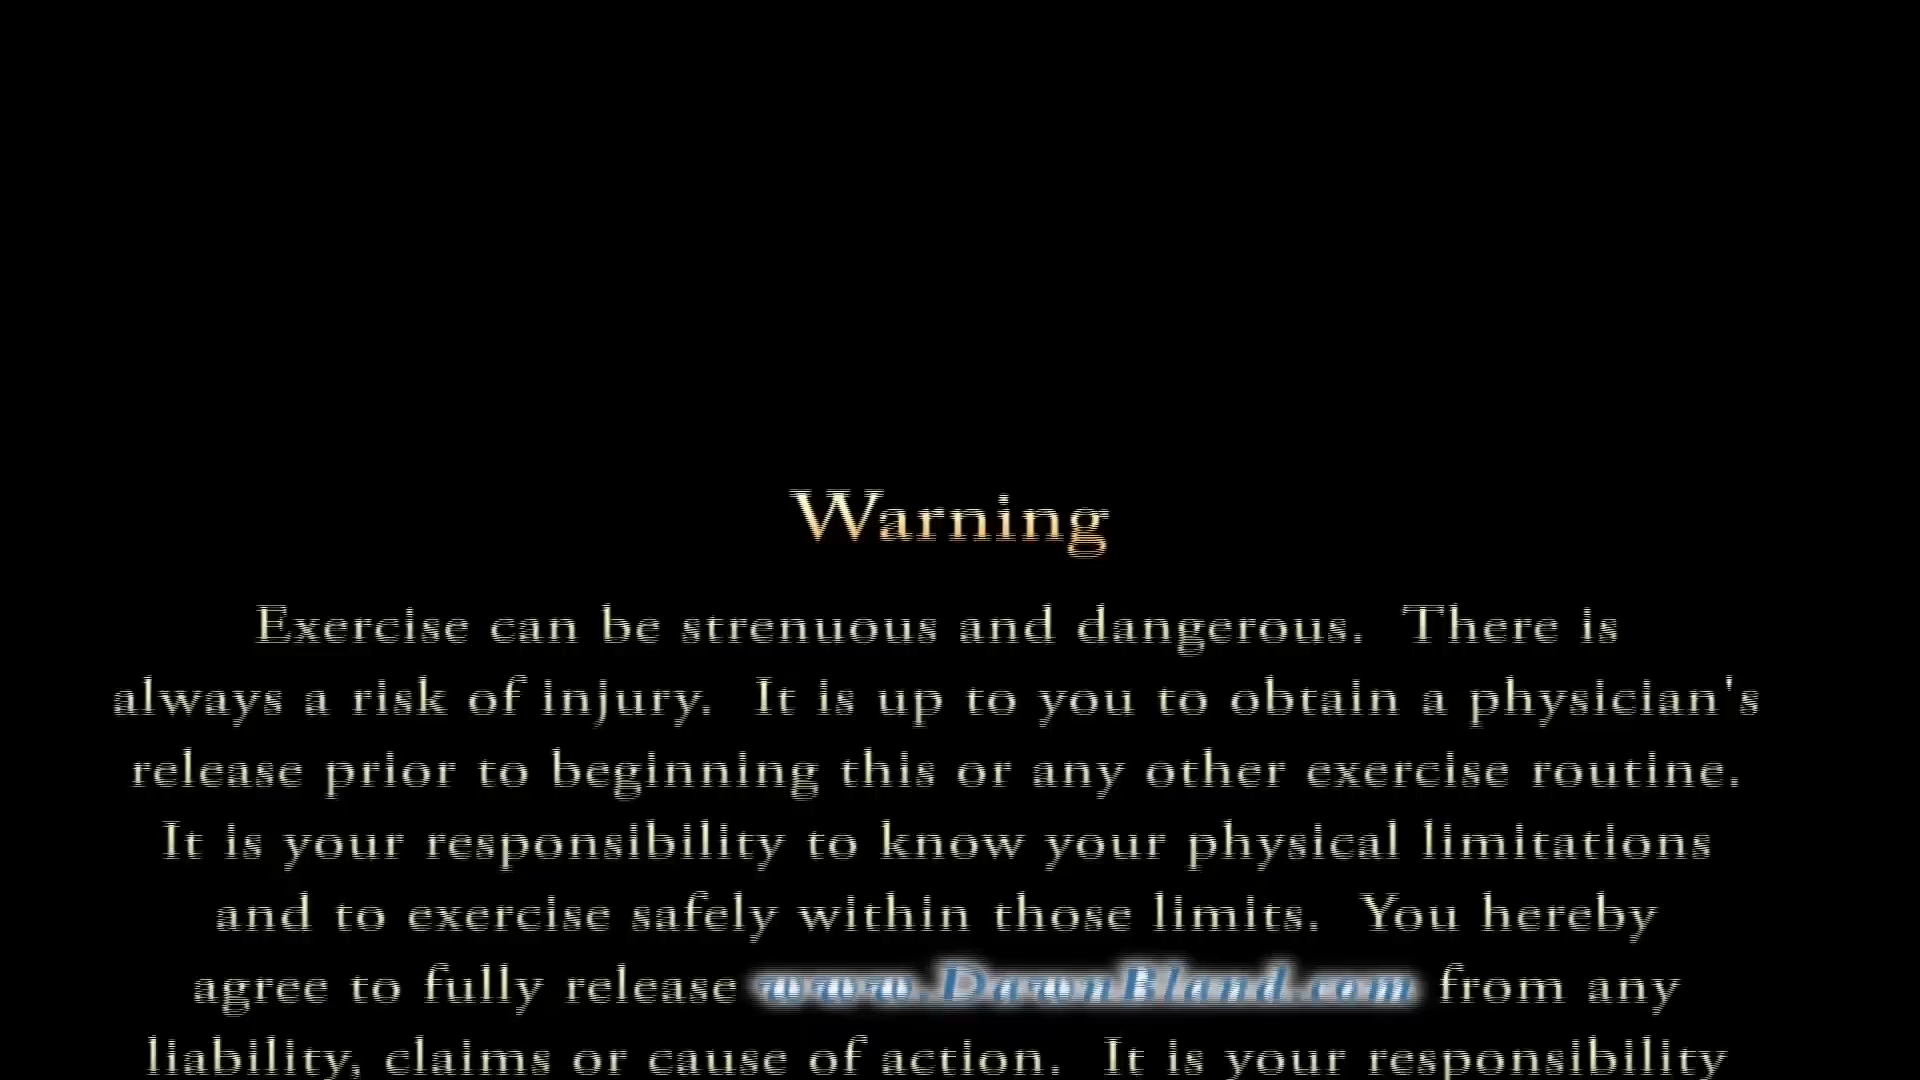 Warning
Exercise can be strenuous and dangerous.  There is
always a risk of injury.  It is up to you to obtain a physician's
release prior to beginning this or any other exercise routine.
It is your responsibility to know your physical limitations
and to exercise safely within those limits.  You hereby
agree to fully release www.DawnBland.com from any
liability, claims or cause of action.  It is your responsibility